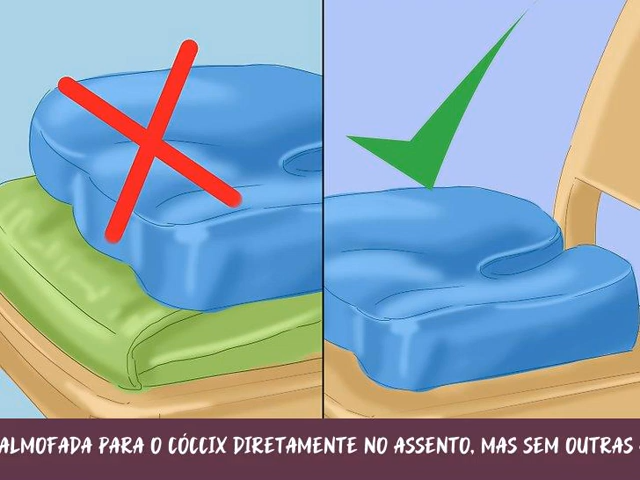 ALMOFADA PARA O CÓCCIX DIRETAMENTE NO ASSENTO, MAS SEM OUTRAS